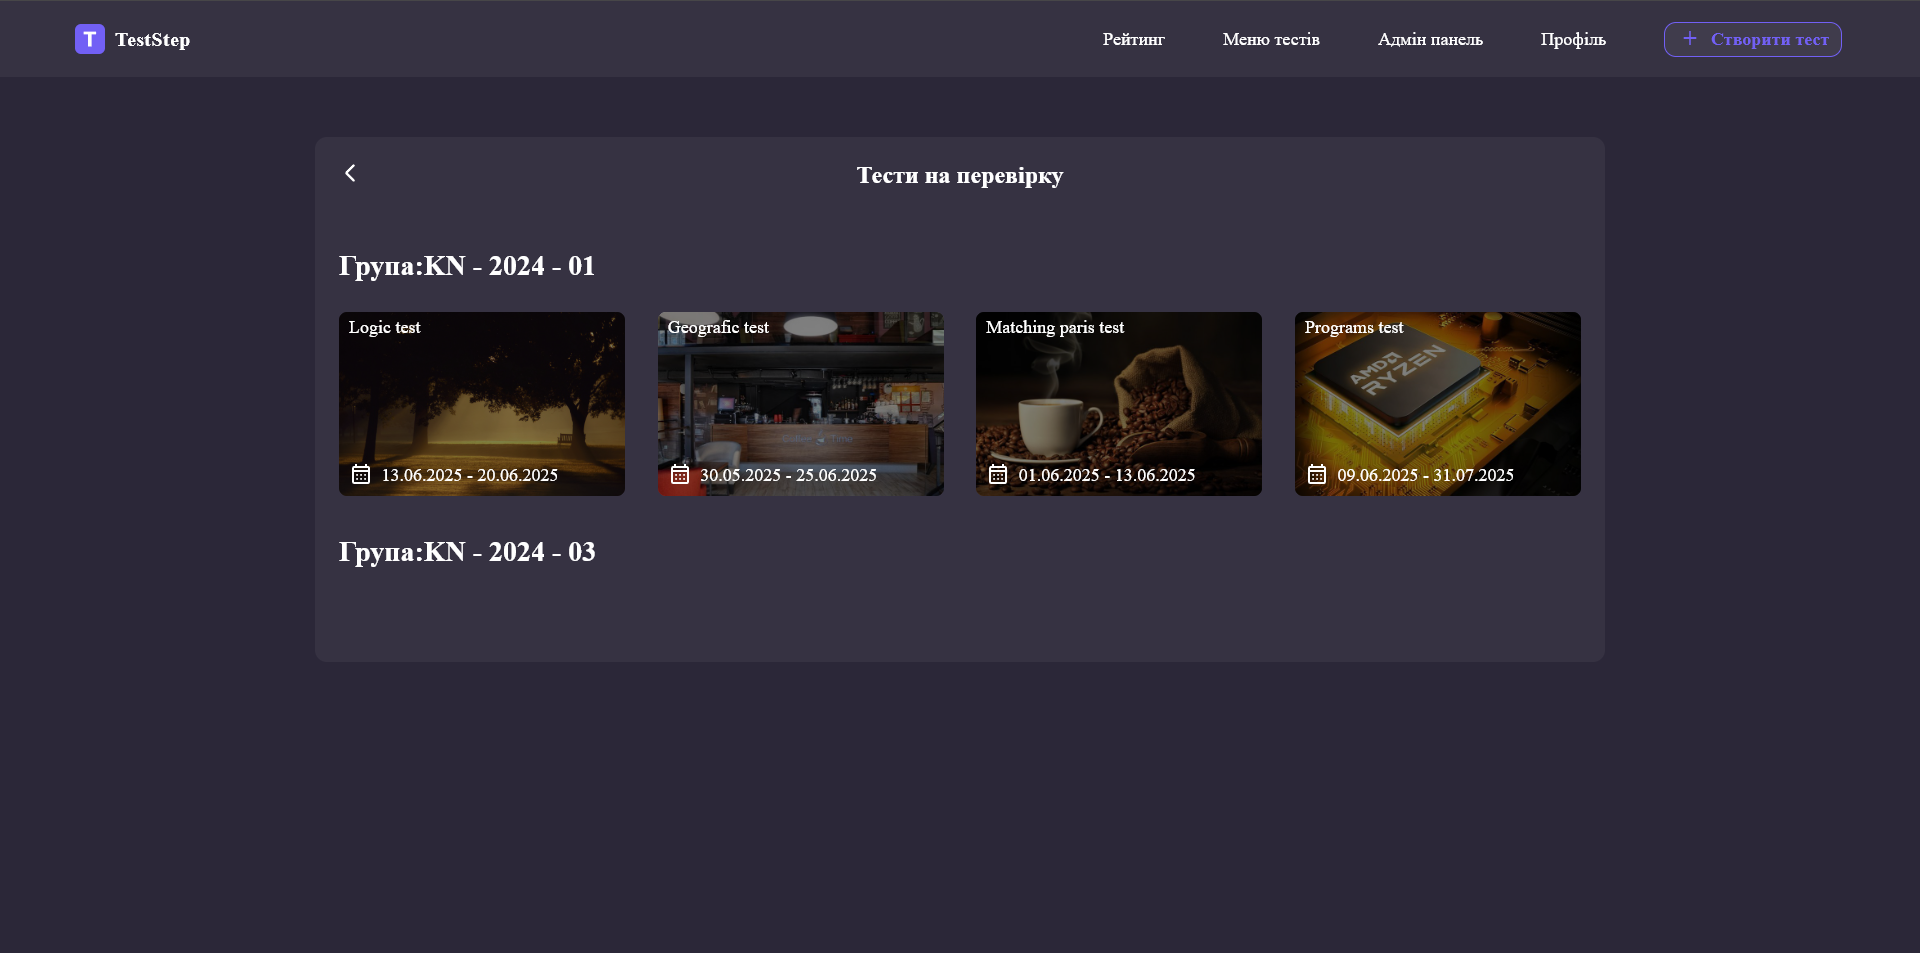 T TestStep
Рейтинг
Меню тестів
Адмін панель
Профіль
+ Створити тест
Тести на перевірку
Група:KN - 2024 - 01
Logic test
13.06.2025 - 20.06.2025
Geografic test
Coffee Time
30.05.2025 - 25.06.2025
Matching paris test
01.06.2025 - 13.06.2025
Programs test
AMD
RYZEN
09.06.2025 - 31.07.2025
Група:KN - 2024 - 03